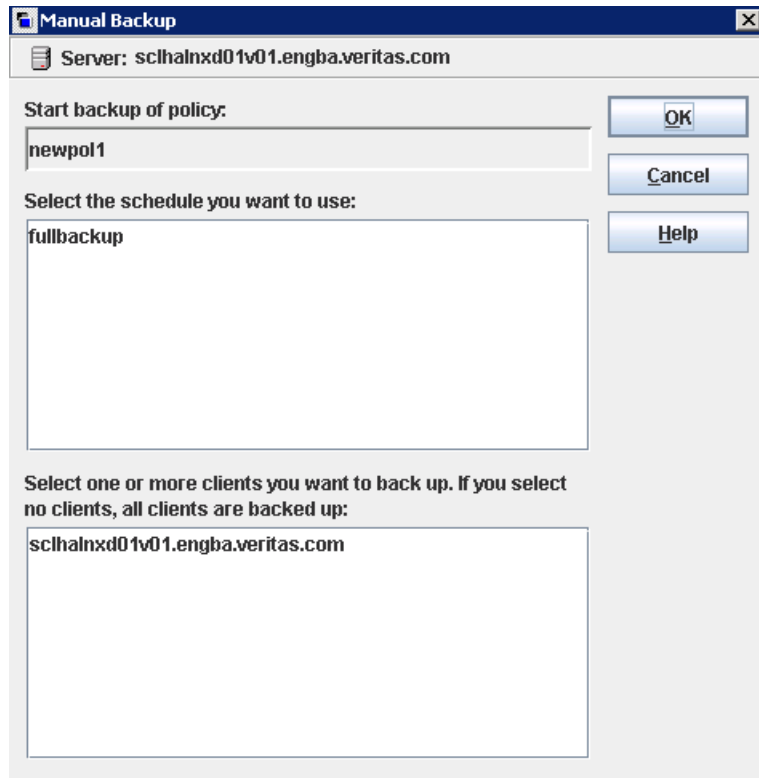 Manual Backup
Server: sclhalnxd01v01.engba.veritas.com
Start backup of policy:
newpol1
OK
Cancel
Select the schedule you want to use:
fullbackup
Help
Select one or more clients you want to back up. If you select
no clients, all clients are backed up:
sclhalnxd01v01.engba.veritas.com